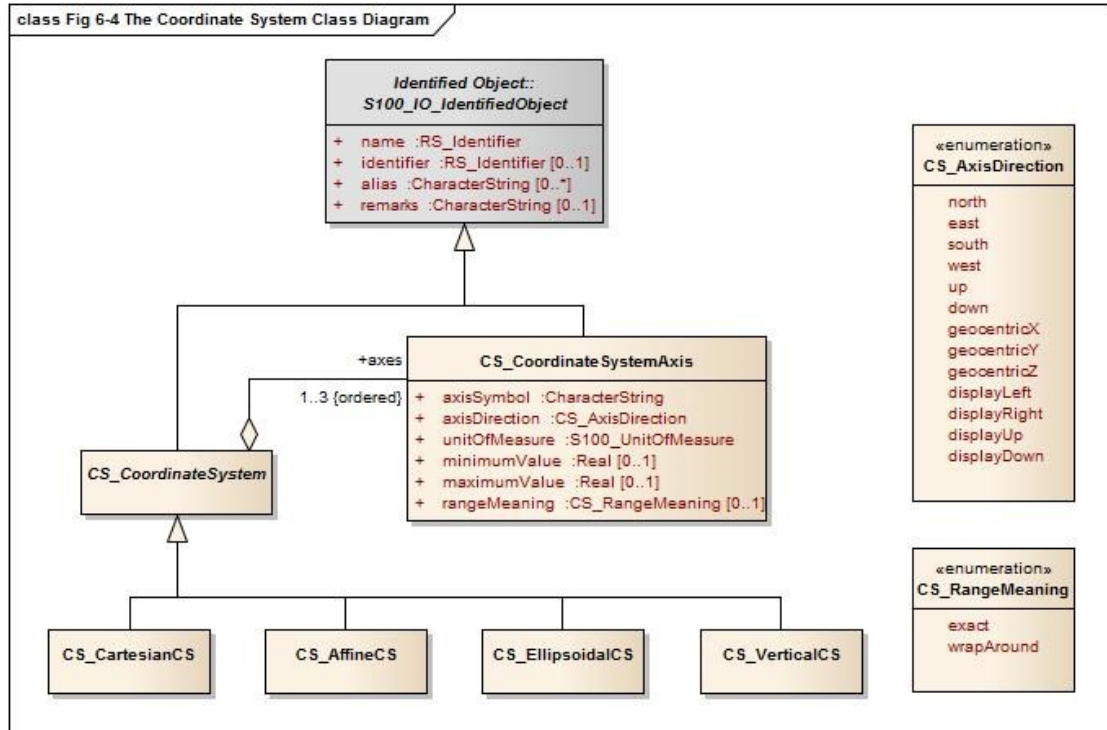 class Fig 6-4 The Coordinate System Class Diagram
Identified Object::
S100_IO_IdentifiedObject
+ name :RS_Identifier
+ identifier :RS_Identifier [0..1]
+ alias :CharacterString [0..*]
+ remarks :CharacterString [0..1]
«enumeration»
CS_AxisDirection
north
east
south
west
up
down
geocentricX
geocentricY
geocentricZ
displayLeft
displayRight
displayUp
displayDown
+axes
1..3 {ordered}
CS_CoordinateSystemAxis
+ axisSymbol :CharacterString
+ axisDirection :CS_AxisDirection
+ unitOfMeasure :S100_UnitOfMeasure
+ minimumValue :Real [0..1]
+ maximumValue :Real [0..1]
+ rangeMeaning :CS_RangeMeaning [0..1]
CS_CoordinateSystem
«enumeration»
CS_RangeMeaning
exact
wrapAround
CS_CartesianCS
CS_AffineCS
CS_EllipsoidalCS
CS_VerticalCS